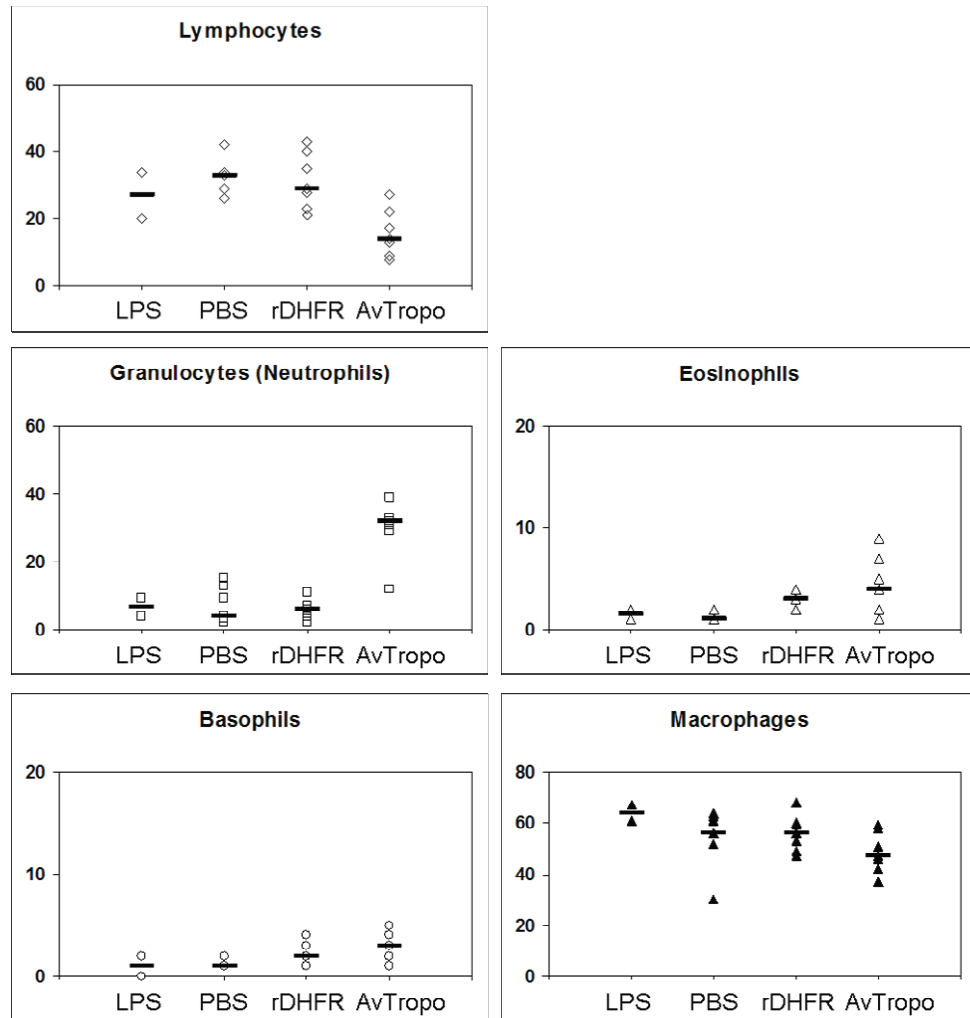 Lymphocytes
60
40
20
0
LPS PBS rDHFR AvTropo
Granulocytes (Neutrophils)
60
40
20
0
LPS PBS rDHFR AvTropo
Eosinophils
20
10
0
LPS PBS rDHFR AvTropo
Basophils
20
10
0
LPS PBS rDHFR AvTropo
Macrophages
80
60
40
20
0
LPS PBS rDHFR AvTropo